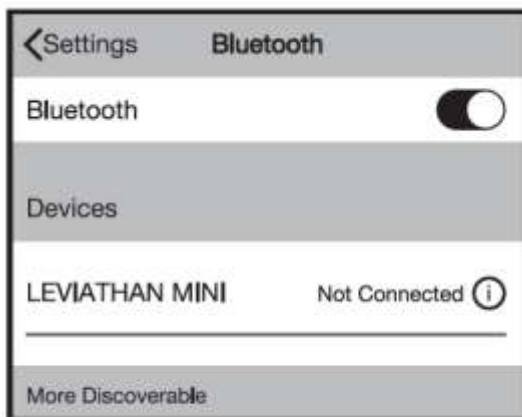 Settings Bluetooth
Bluetooth
Devices
LEVIATHAN MINI Not Connected i
More Discoverable